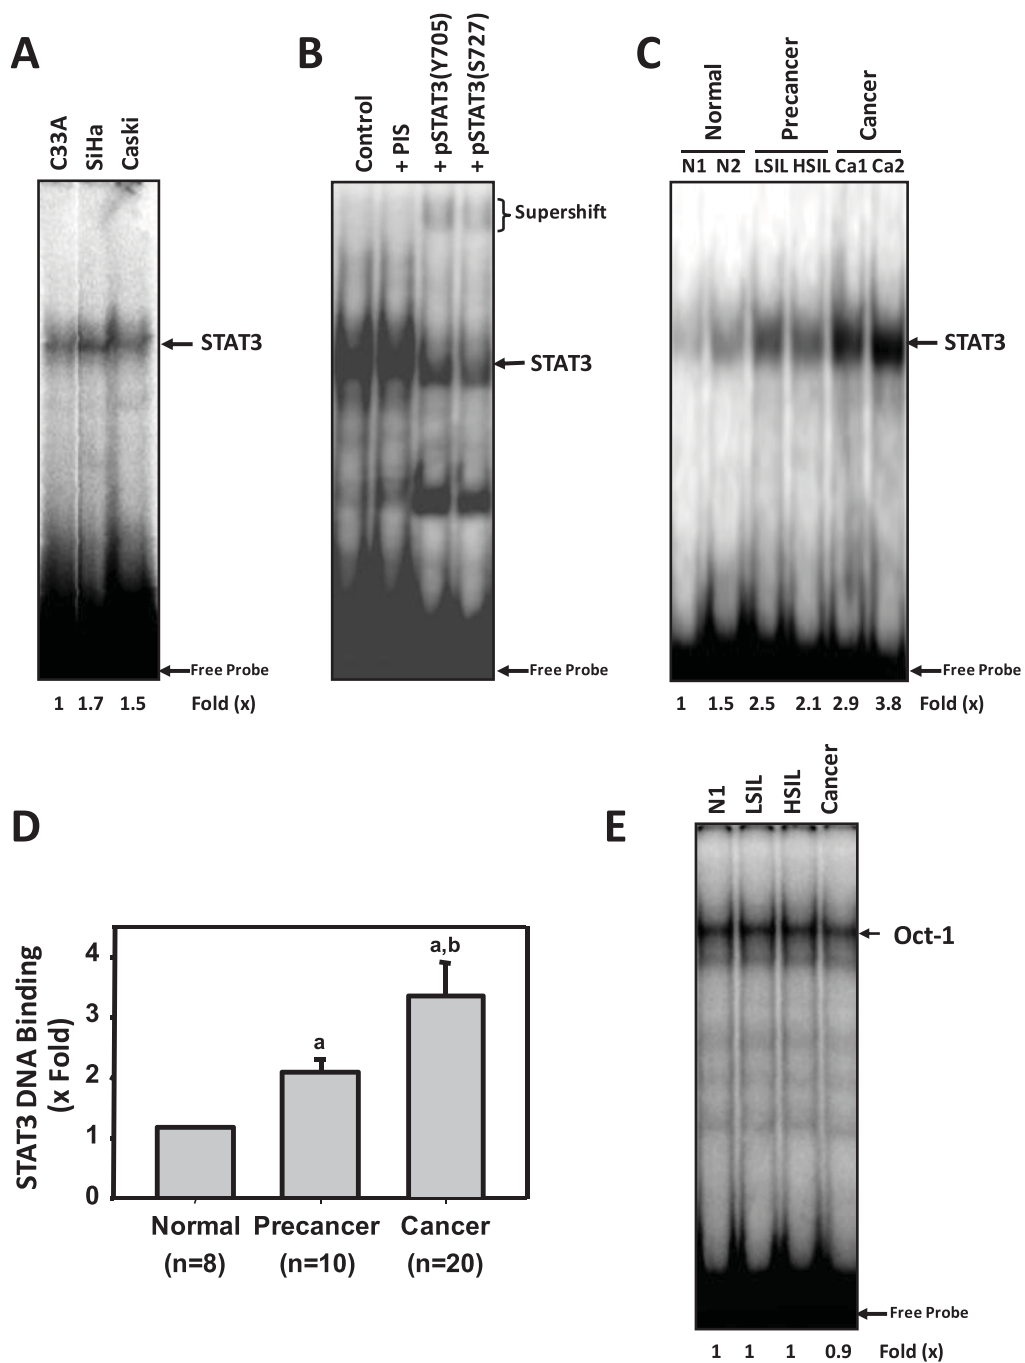 A
C33A
SiHa
Caski
STAT3
Free Probe
1 1.7 1.5 Fold (x)
B
Control
+ PIS
+ pSTAT3(Y705)
+ pSTAT3(S727)
Supershift
STAT3
Free Probe
C
Normal
Precancer
Cancer
N1 N2 LSIL HSIL Ca1 Ca2
STAT3
Free Probe
1 1.5 2.5 2.1 2.9 3.8 Fold (x)
D
STAT3 DNA Binding
(x Fold)
4
3
2
1
0
a
a,b
Normal Precancer Cancer
(n=8) (n=10) (n=20)
E
N1
LSIL
HSIL
Cancer
Oct-1
Free Probe
1 1 1 0.9 Fold (x)